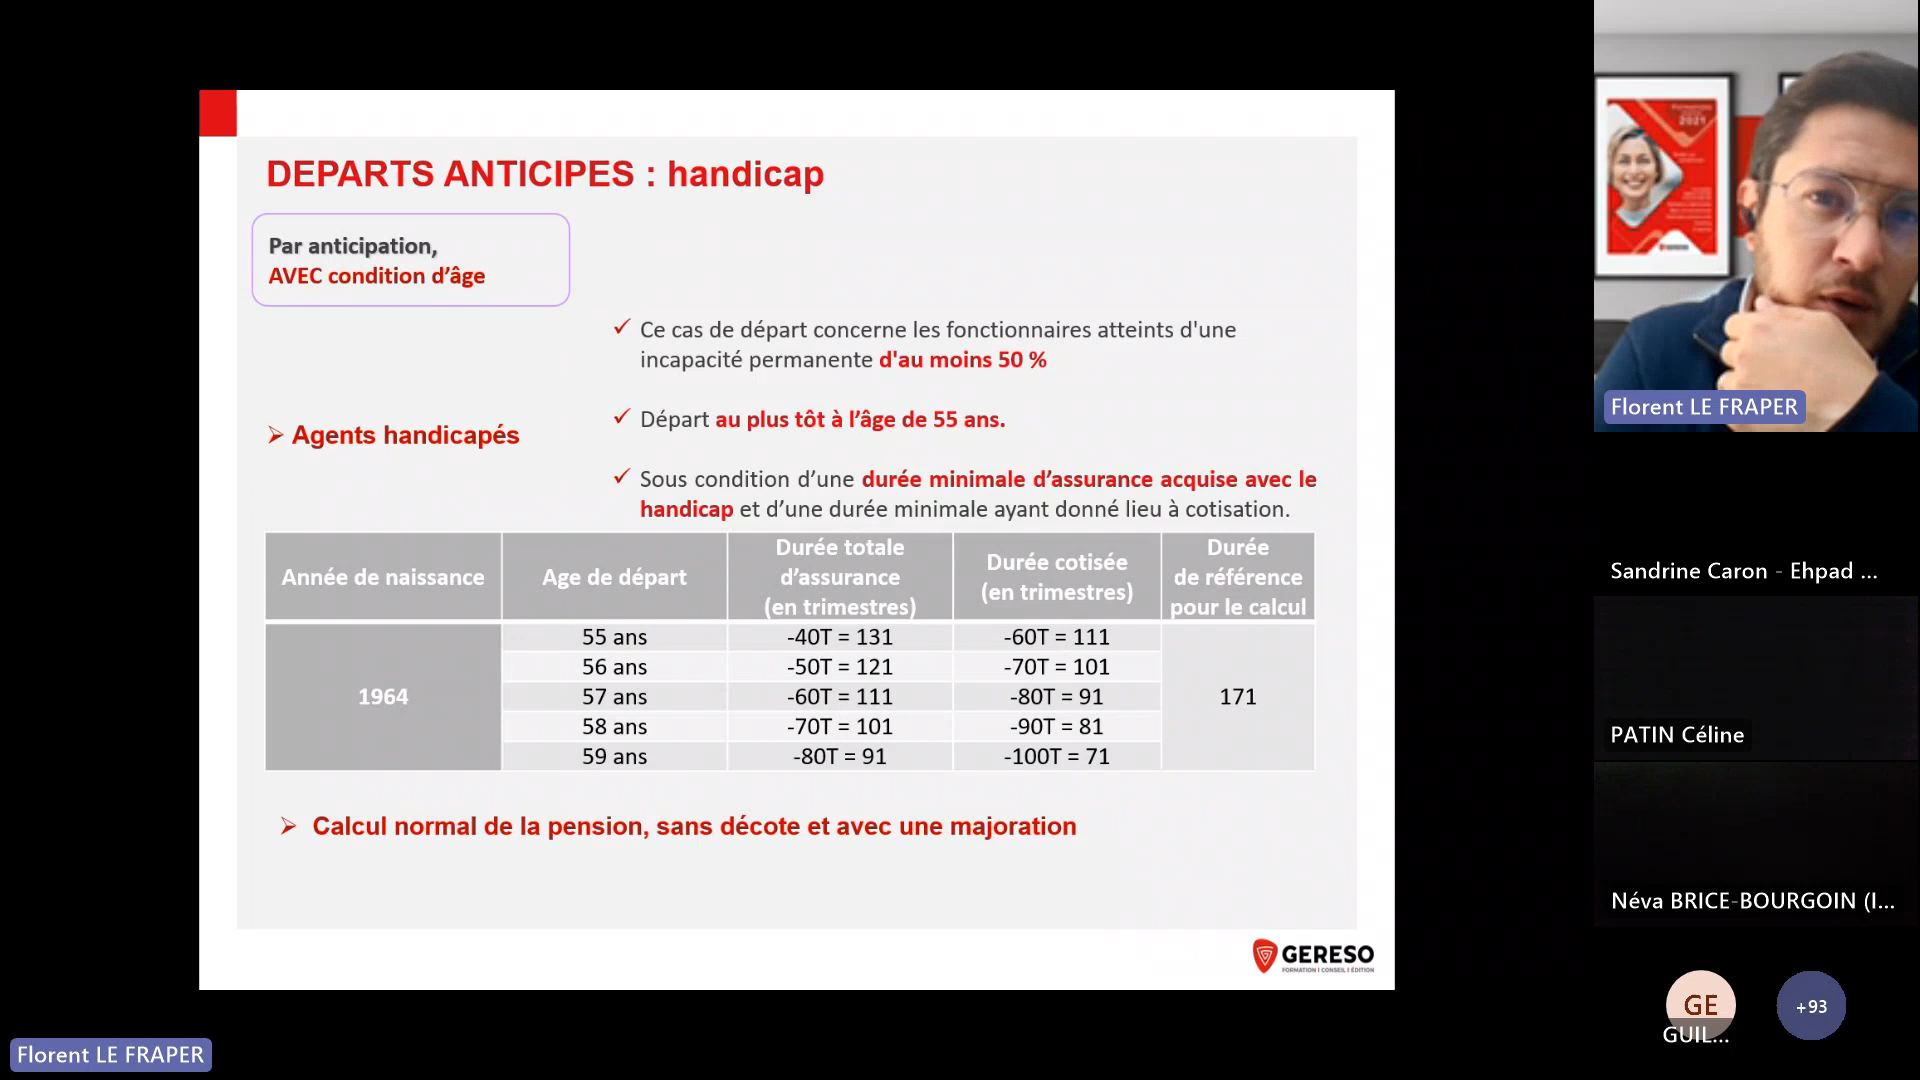 DEPARTS ANTICIPES : handicap
Par anticipation,
AVEC condition d'âge
✓ Ce cas de départ concerne les fonctionnaires atteints d'une
incapacité permanente d'au moins 50 %
➢ Agents handicapés
✓ Départ au plus tôt à l'âge de 55 ans.
✓ Sous condition d'une durée minimale d'assurance acquise avec le
handicap et d'une durée minimale ayant donné lieu à cotisation.
Année de naissance
Age de départ
Durée totale
d'assurance
(en trimestres)
Durée cotisée
(en trimestres)
Durée
de référence
pour le calcul
1964
55 ans -40T = 131 -60T = 111
56 ans -50T = 121 -70T = 101
57 ans -60T = 111 -80T = 91
58 ans -70T = 101 -90T = 81
59 ans -80T = 91 -100T = 71
171
➢ Calcul normal de la pension, sans décote et avec une majoration
GERESO
FORMATION I CONSEIL I ÉDITION
2021
Florent LE FRAPER
Sandrine Caron - Ehpad ...
PATIN Céline
Néva BRICE-BOURGOIN (I...
GE
GUIL...
+93
Florent LE FRAPER